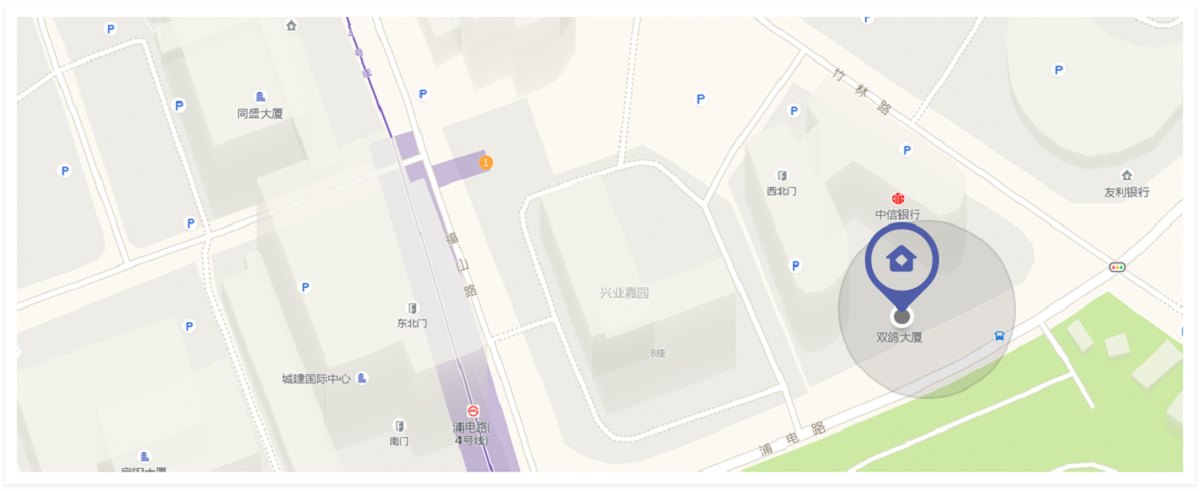 P
P
P
P
P
P
P
P
P
P
P
P
P
P
同盛大厦
竹林路
1
西北门
中信银行
友利银行
福山路
兴业嘉园
东北门
双鸽大厦
B座
城建国际中心
浦电路(
4号线)
南门
浦电路